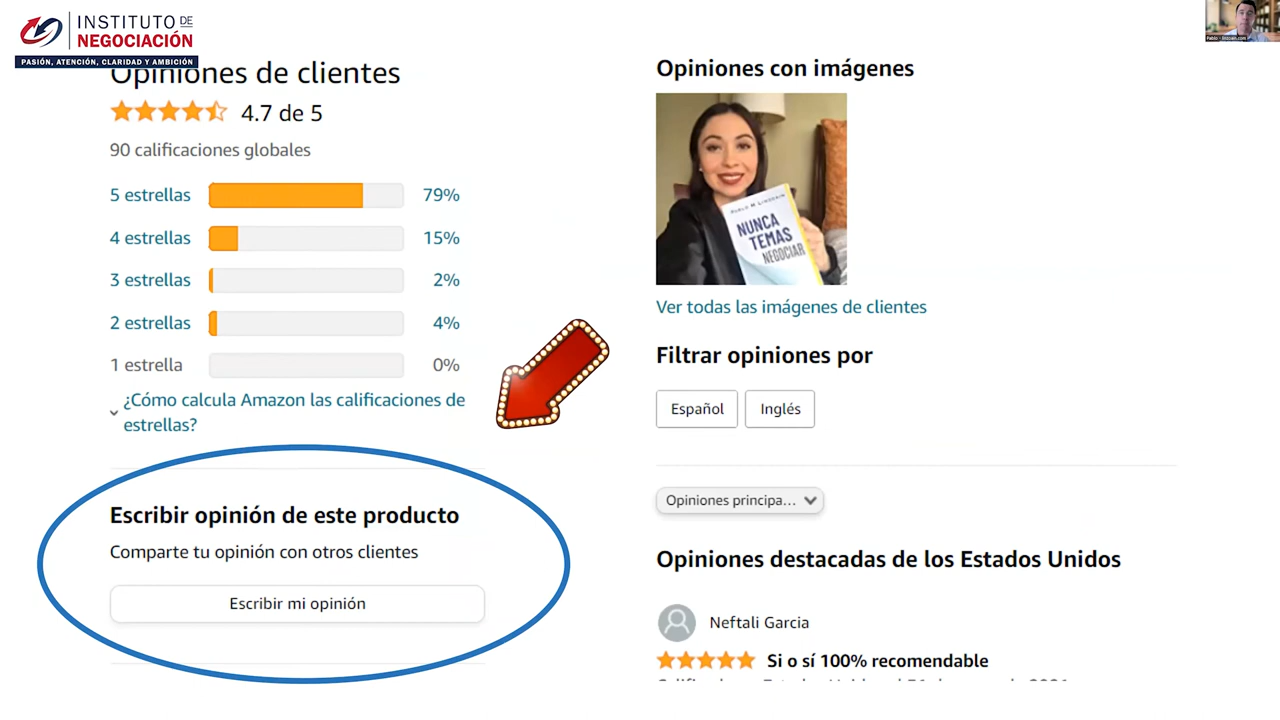 INSTITUTO DE
NEGOCIACIÓN
PASIÓN, ATENCIÓN, CLARIDAD Y AMBICIÓN
Opiniones de clientes
4.7 de 5
90 calificaciones globales
5 estrellas 79%
4 estrellas 15%
3 estrellas 2%
2 estrellas 4%
1 estrella 0%
¿Cómo calcula Amazon las calificaciones de
estrellas?
Escribir opinión de este producto
Comparte tu opinión con otros clientes
Escribir mi opinión
Opiniones con imágenes
PABLO M LINZOAIN
NUNCA
TEMAS
NEGOCIAR
Ver todas las imágenes de clientes
Filtrar opiniones por
Español Inglés
Opiniones principa...
Opiniones destacadas de los Estados Unidos
Neftali Garcia
Si o sí 100% recomendable